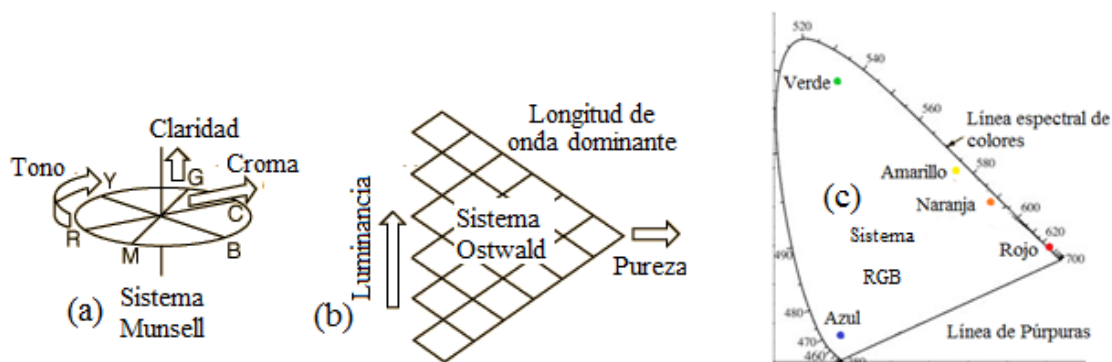 Claridad
Tono
Croma
Y
G
C
R
M
B
(a)
Sistema
Munsell
Longitud de
onda dominante
Luminancia
Sistema
Ostwald
Pureza
(b)
520
540
Verde
560
Línea espectral de
colores
580
Amarillo
(c)
Naranja
600
Sistema
620
490
Rojo
700
RGB
480
Azul
Línea de Púrpuras
470
460